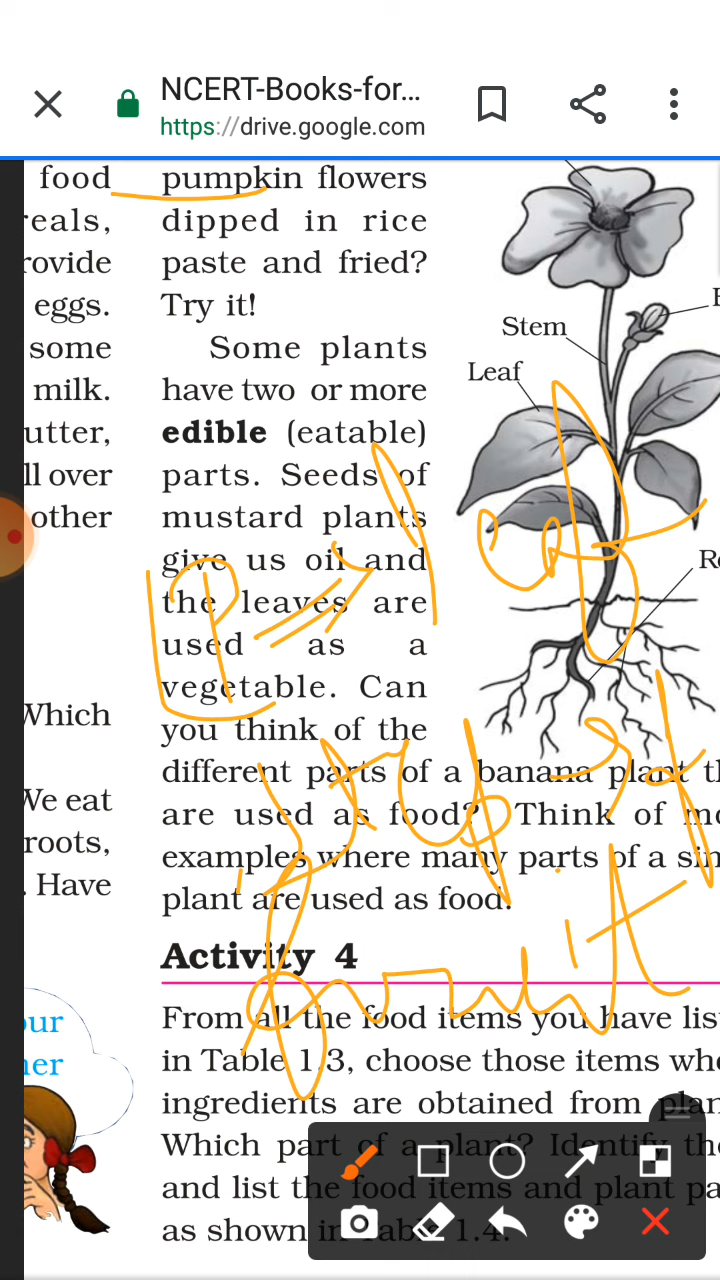 NCERT-Books-for...
https://drive.google.com
food
reals,
rovide
eggs.
some
milk.
utter,
ll over
other
Which
We eat
roots,
. Have
our
ner
pumpkin flowers
dipped in rice
paste and fried?
Try it!
Some plants
have two or more
edible (eatable)
parts. Seeds of
mustard plants
give us oil and
the leaves are
used as a
vegetable. Can
you think of the
different parts of a banana plant th
are used as food? Think of mo
examples where many parts of a sin
plant are used as food.
Stem
Leaf
Ro
Activity 4
From all the food items you have list
in Table 1.3, choose those items who
ingredients are obtained from plan
Which part of a plant? Identify the
and list the food items and plant pa
as shown in Table 1.4.
P
fruit